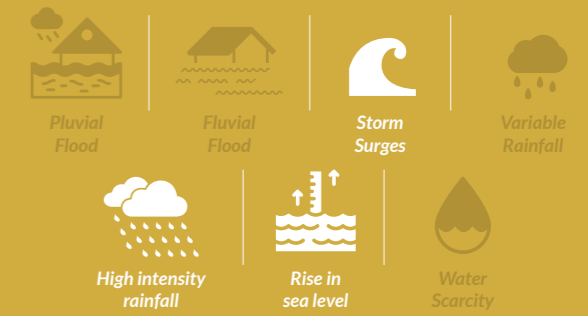 Pluvial
Flood
Fluvial
Flood
Storm
Surges
Variable
Rainfall
High intensity
rainfall
Rise in
sea level
Water
Scarcity